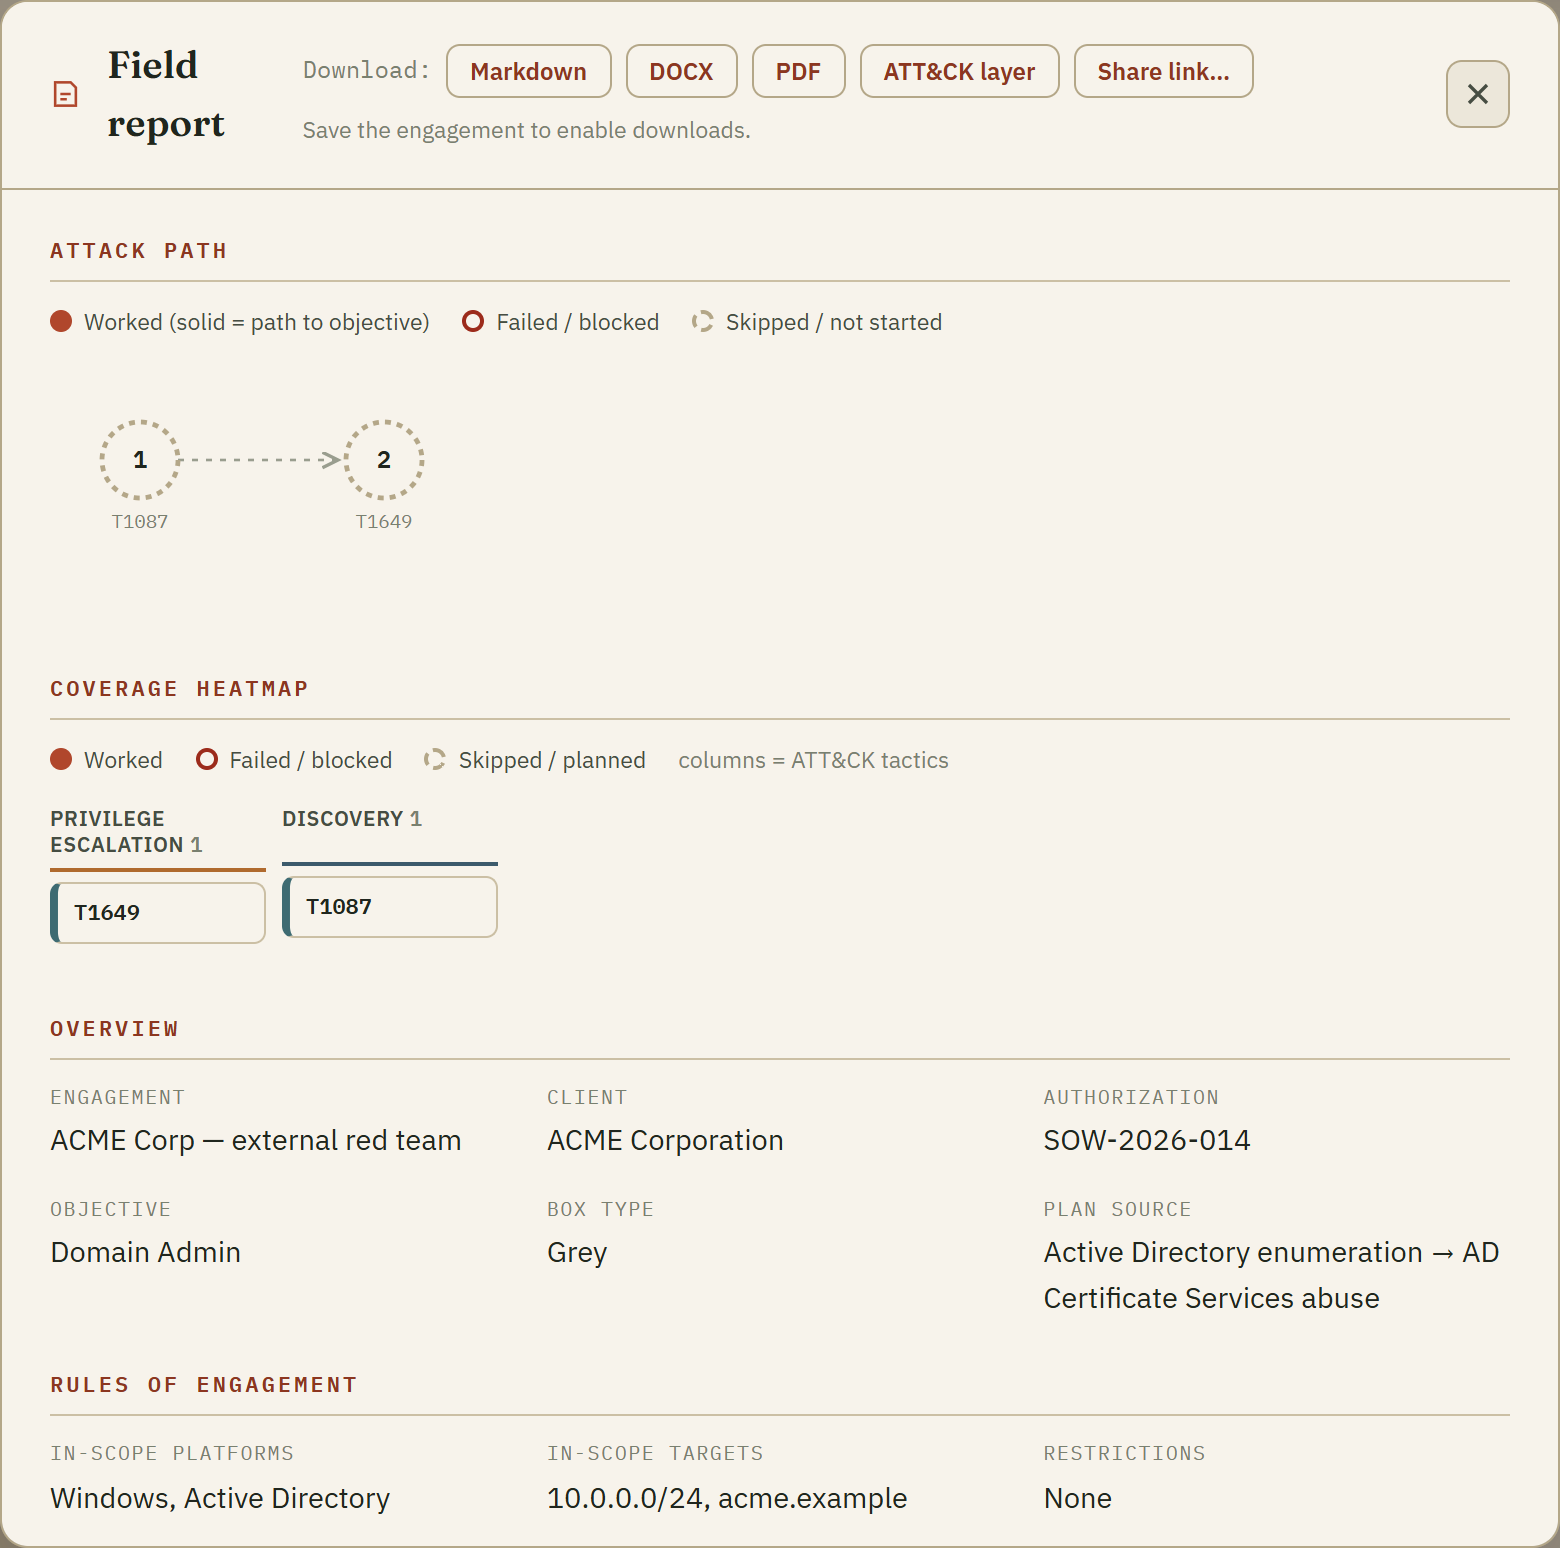 Field
report
Download:
Markdown
DOCX
PDF
ATT&CK layer
Share link...
Save the engagement to enable downloads.
ATTACK PATH
Worked (solid = path to objective)
Failed / blocked
Skipped / not started
1
2
T1087
T1649
COVERAGE HEATMAP
Worked
Failed / blocked
Skipped / planned
columns = ATT&CK tactics
PRIVILEGE
ESCALATION 1
DISCOVERY 1
T1649
T1087
OVERVIEW
ENGAGEMENT
ACME Corp — external red team
CLIENT
ACME Corporation
AUTHORIZATION
SOW-2026-014
OBJECTIVE
Domain Admin
BOX TYPE
Grey
PLAN SOURCE
Active Directory enumeration → AD
Certificate Services abuse
RULES OF ENGAGEMENT
IN-SCOPE PLATFORMS
Windows, Active Directory
IN-SCOPE TARGETS
10.0.0.0/24, acme.example
RESTRICTIONS
None